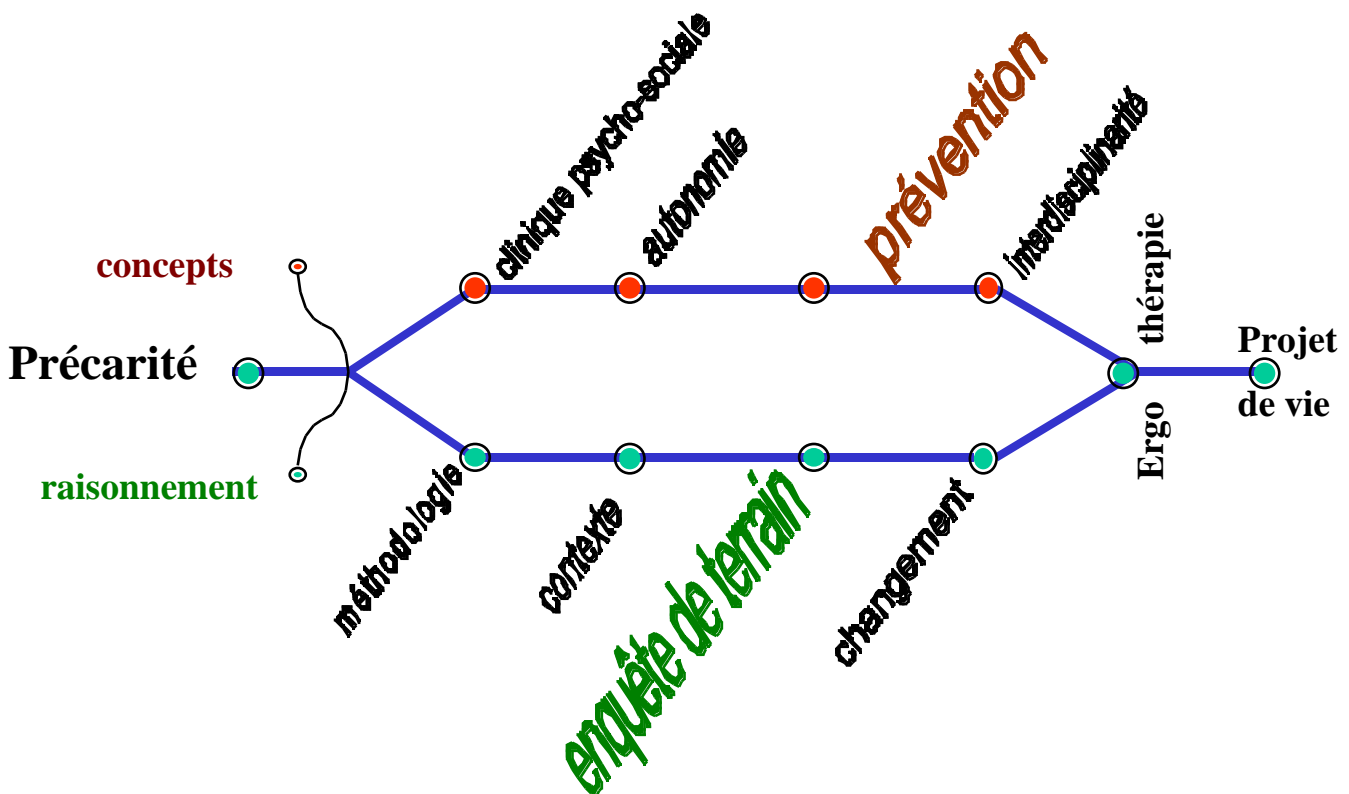 clinique psycho-sociale
autonomie
prévention
interdisciplinarité
concepts
Précarité
raisonnement
méthodologie
contexte
enquête de terrain
changement
Ergo thérapie
Projet
de vie